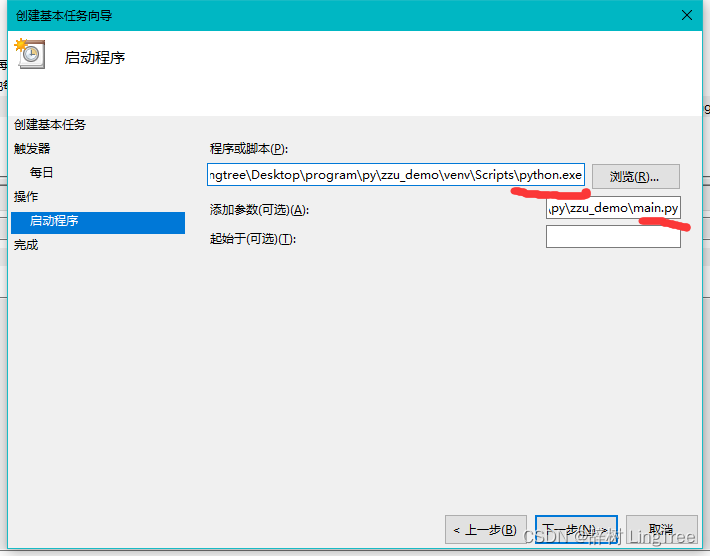 创建基本任务向导
启动程序
创建基本任务
触发器
每日
操作
启动程序
完成
程序或脚本(P):
ngtree\Desktop\program\py\zzu_demo\venv\Scripts\python.exe
浏览(R)...
添加参数(可选)(A):
\py\zzu_demo\main.py
起始于(可选)(T):
< 上一步(B)
下一步(N) >
取消
CSDN @梓树 LingTree